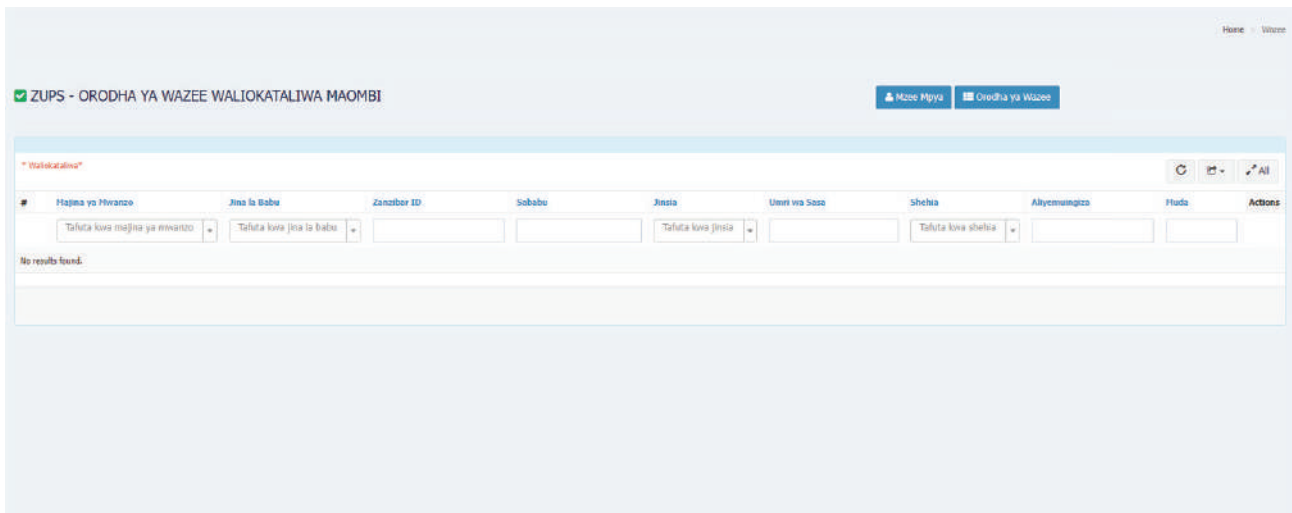 Home > Wazee
ZUPS - ORODHA YA WAZEE WALIOKATALIWA MAOMBI
Mzee Mpya
Orodha ya Wazee
* Waliokataliwa*
All
# Majina ya Mwanzo Jina la Babu Zanzibar ID Sababu Jinsia Umri wa Sasa Shehia Aliyemuingiza Muda Actions
Tafuta kwa majina ya mwanzo Tafuta kwa jina la babu Tafuta kwa jinsia Tafuta kwa shehia
No results found.